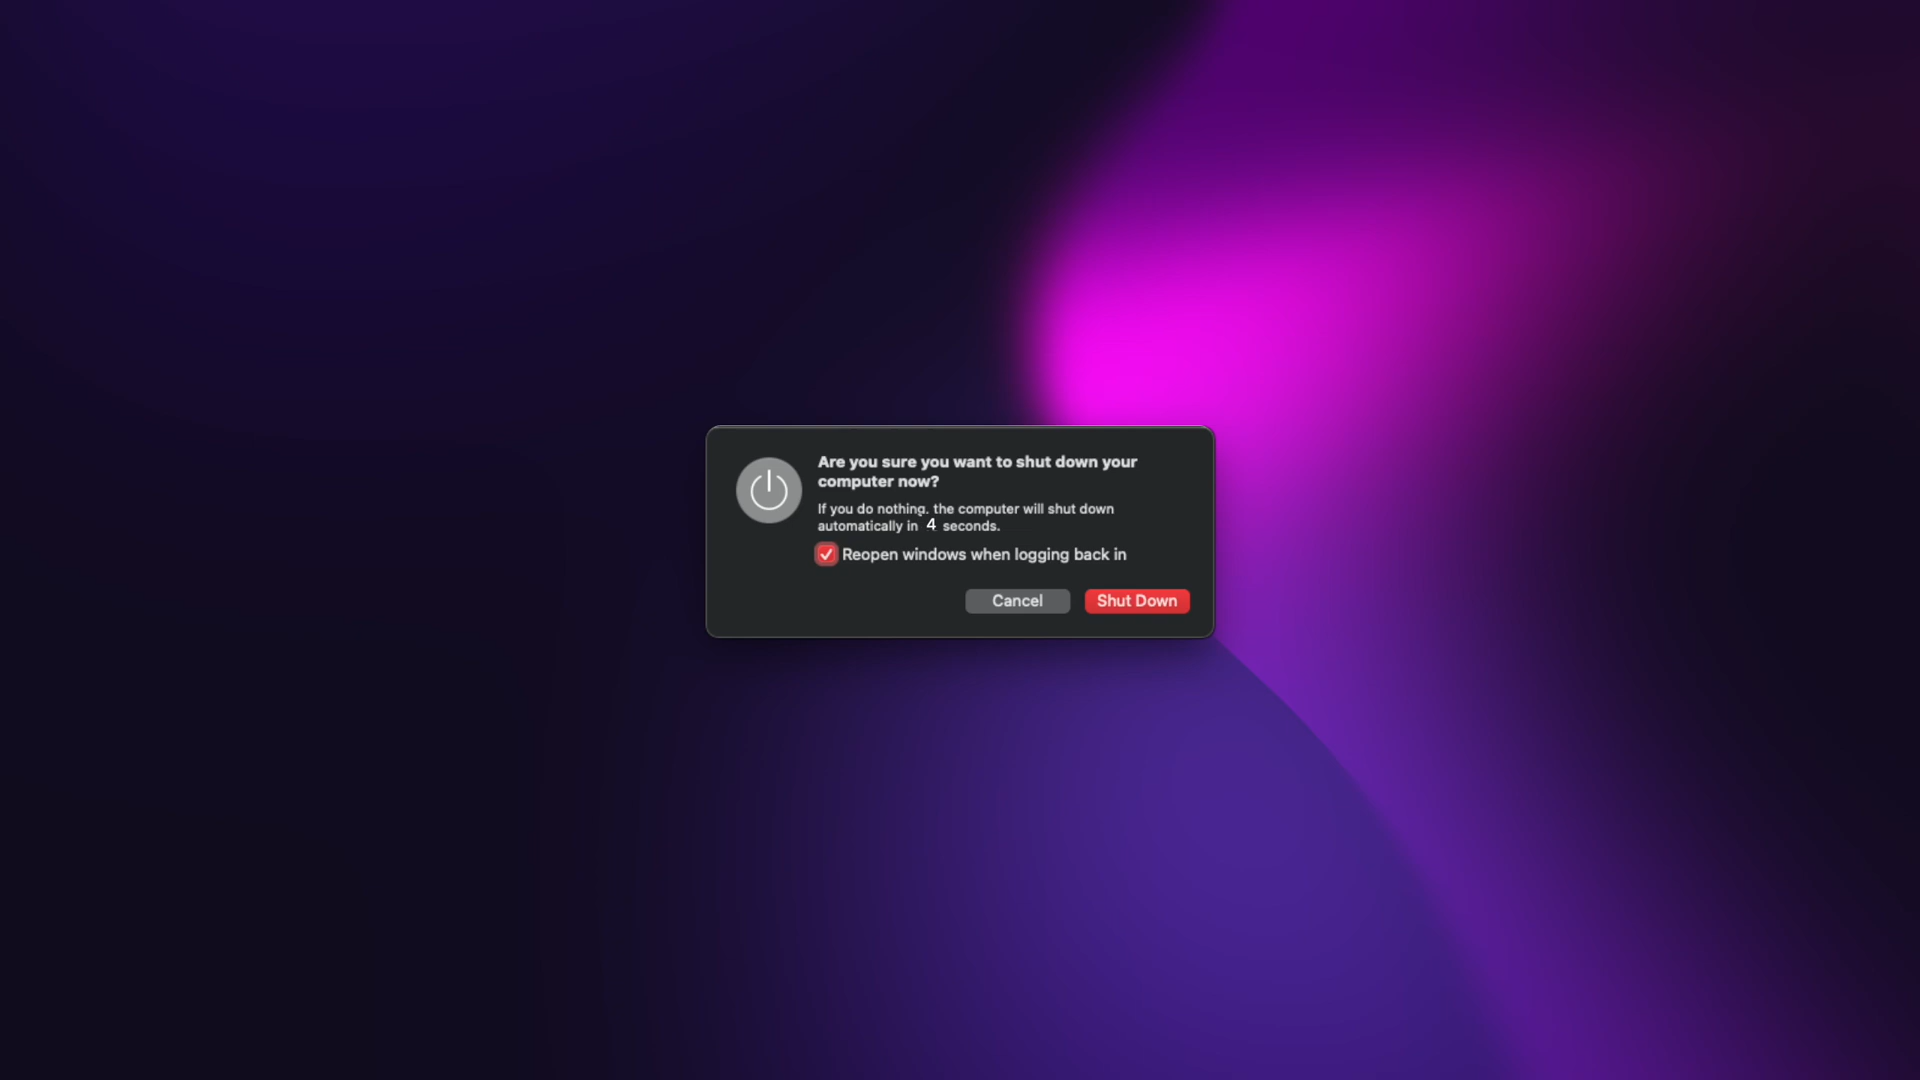 Are you sure you want to shut down your
computer now?
If you do nothing. the computer will shut down
automatically in 4 seconds.
Reopen windows when logging back in
Cancel
Shut Down